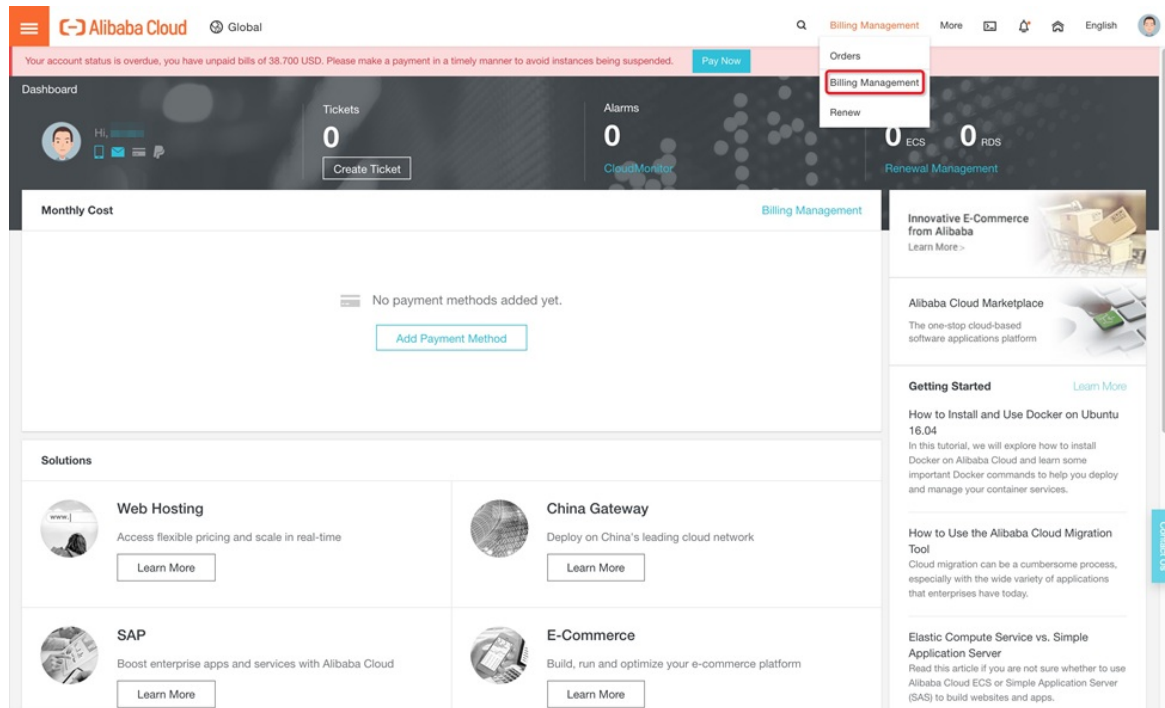 Alibaba Cloud
Global
Billing Management
More
English
Your account status is overdue, you have unpaid bills of 38.700 USD. Please make a payment in a timely manner to avoid instances being suspended.
Pay Now
Orders
Billing Management
Renew
Dashboard
Hi,
Tickets
0
Create Ticket
Alarms
0
CloudMonitor
0 ECS 0 RDS
Renewal Management
Monthly Cost
Billing Management
No payment methods added yet.
Add Payment Method
Innovative E-Commerce
from Alibaba
Learn More >
Alibaba Cloud Marketplace
The one-stop cloud-based
software applications platform
Getting Started
Learn More
How to Install and Use Docker on Ubuntu
16.04
In this tutorial, we will explore how to install
Docker on Alibaba Cloud and learn some
important Docker commands to help you deploy
and manage your container services.
How to Use the Alibaba Cloud Migration
Tool
Cloud migration can be a cumbersome process,
especially with the wide variety of applications
that enterprises have today.
Elastic Compute Service vs. Simple
Application Server
Read this article if you are not sure whether to use
Alibaba Cloud ECS or Simple Application Server
(SAS) to build websites and apps.
Contact Us
Solutions
www.
Web Hosting
Access flexible pricing and scale in real-time
Learn More
China Gateway
Deploy on China's leading cloud network
Learn More
SAP
Boost enterprise apps and services with Alibaba Cloud
Learn More
E-Commerce
Build, run and optimize your e-commerce platform
Learn More